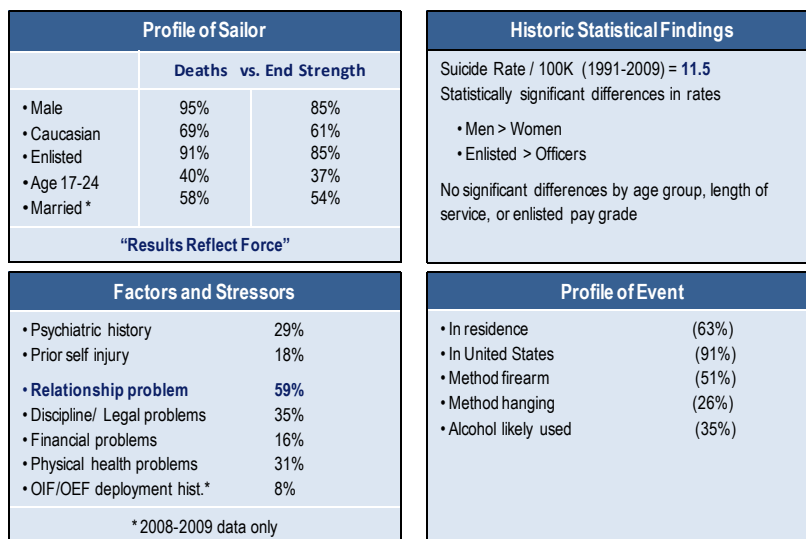 Profile of Sailor
Deaths vs. End Strength
• Male 95% 85%
• Caucasian 69% 61%
• Enlisted 91% 85%
• Age 17-24 40% 37%
• Married * 58% 54%
“Results Reflect Force”
Historic Statistical Findings
Suicide Rate / 100K (1991-2009) = 11.5
Statistically significant differences in rates
• Men > Women
• Enlisted > Officers
No significant differences by age group, length of
service, or enlisted pay grade
Factors and Stressors
• Psychiatric history 29%
• Prior self injury 18%
• Relationship problem 59%
• Discipline/ Legal problems 35%
• Financial problems 16%
• Physical health problems 31%
• OIF/OEF deployment hist.* 8%
* 2008-2009 data only
Profile of Event
• In residence (63%)
• In United States (91%)
• Method firearm (51%)
• Method hanging (26%)
• Alcohol likely used (35%)